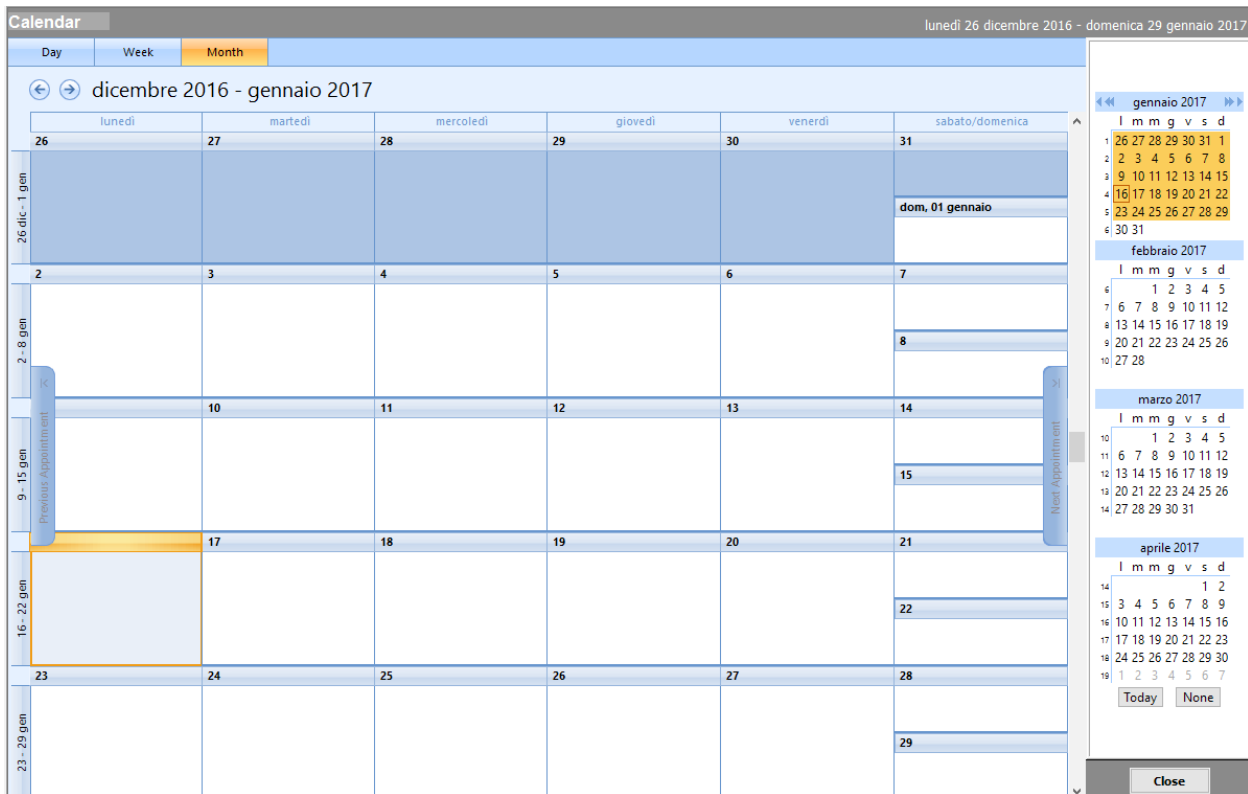 Calendar
lunedì 26 dicembre 2016 - domenica 29 gennaio 2017
Day Week Month
dicembre 2016 - gennaio 2017
lunedì martedì mercoledì giovedì venerdì sabato/domenica
26 dic - 1 gen
26 27 28 29 30 31
dom, 01 gennaio
2 - 8 gen
2 3 4 5 6 7
8
9 - 15 gen
10 11 12 13 14
15
16 - 22 gen
17 18 19 20 21
22
23 - 29 gen
23 24 25 26 27 28
29
Previous Appointment
Next Appointment
gennaio 2017
l m m g v s d
1 26 27 28 29 30 31 1
2 2 3 4 5 6 7 8
3 9 10 11 12 13 14 15
4 16 17 18 19 20 21 22
5 23 24 25 26 27 28 29
6 30 31
febbraio 2017
l m m g v s d
6 1 2 3 4 5
7 6 7 8 9 10 11 12
8 13 14 15 16 17 18 19
9 20 21 22 23 24 25 26
10 27 28
marzo 2017
l m m g v s d
10 1 2 3 4 5
11 6 7 8 9 10 11 12
12 13 14 15 16 17 18 19
13 20 21 22 23 24 25 26
14 27 28 29 30 31
aprile 2017
l m m g v s d
14 1 2
15 3 4 5 6 7 8 9
16 10 11 12 13 14 15 16
17 17 18 19 20 21 22 23
18 24 25 26 27 28 29 30
19 1 2 3 4 5 6 7
Today None
Close